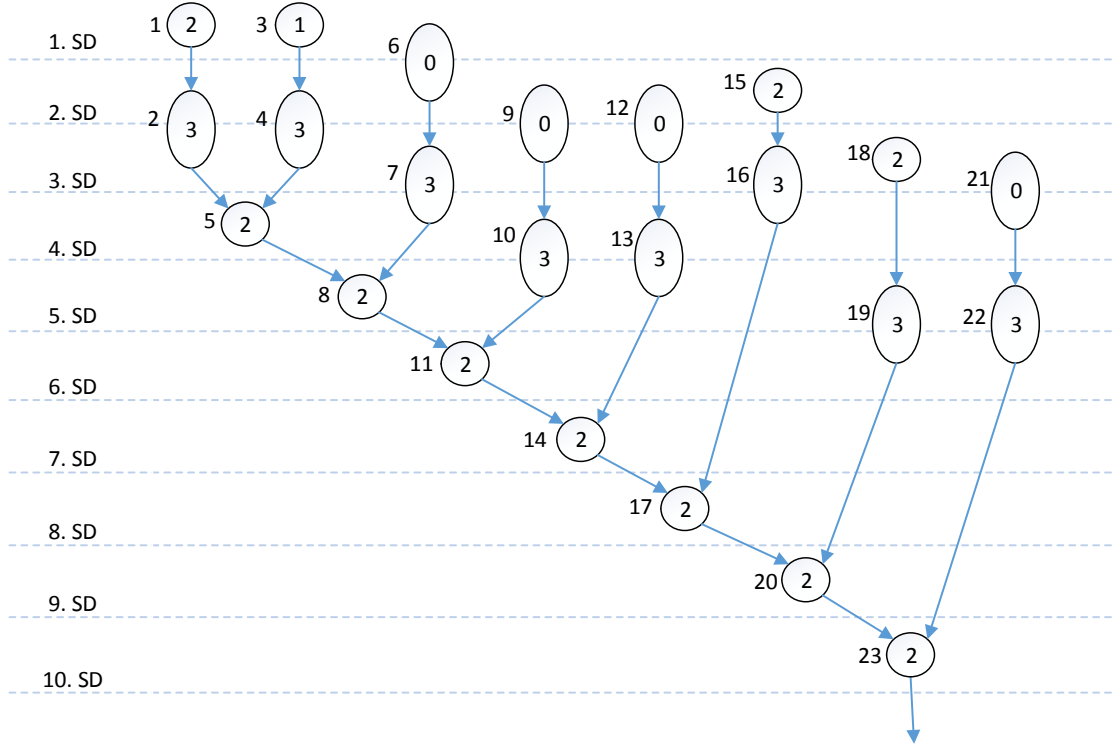 1 2 3 1
1. SD
6 0
15 2
2. SD
2 3 4 3 9 0 12 0
18 2
3. SD
7 3 16 3 21 0
5 2
4. SD
10 3 13 3
8 2
5. SD
19 3 22 3
11 2
6. SD
14 2
7. SD
17 2
8. SD
20 2
9. SD
23 2
10. SD